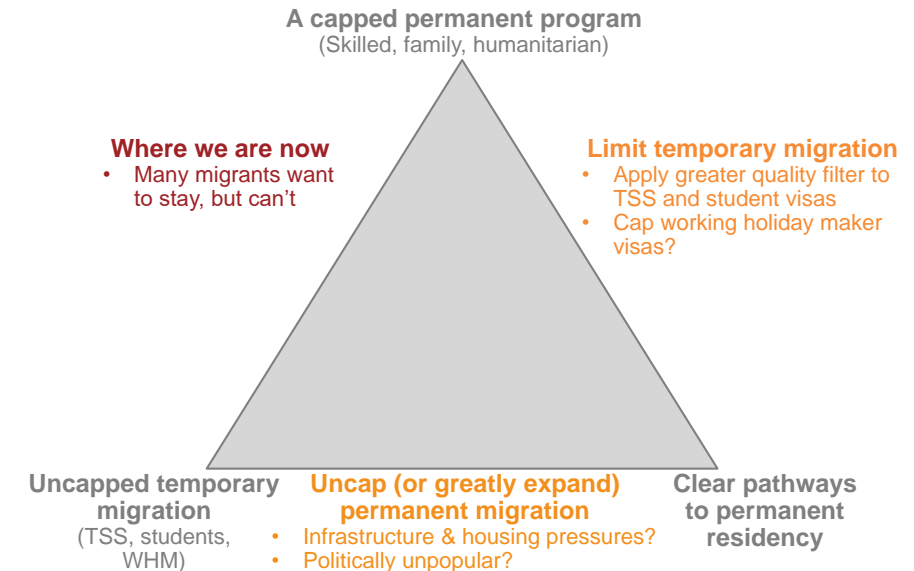 A capped permanent program
(Skilled, family, humanitarian)
Where we are now
• Many migrants want
to stay, but can't
Limit temporary migration
• Apply greater quality filter to
TSS and student visas
• Cap working holiday maker
visas?
Uncapped temporary
migration
(TSS, students,
WHM)
Uncap (or greatly expand)
permanent migration
• Infrastructure & housing pressures?
• Politically unpopular?
Clear pathways
to permanent
residency